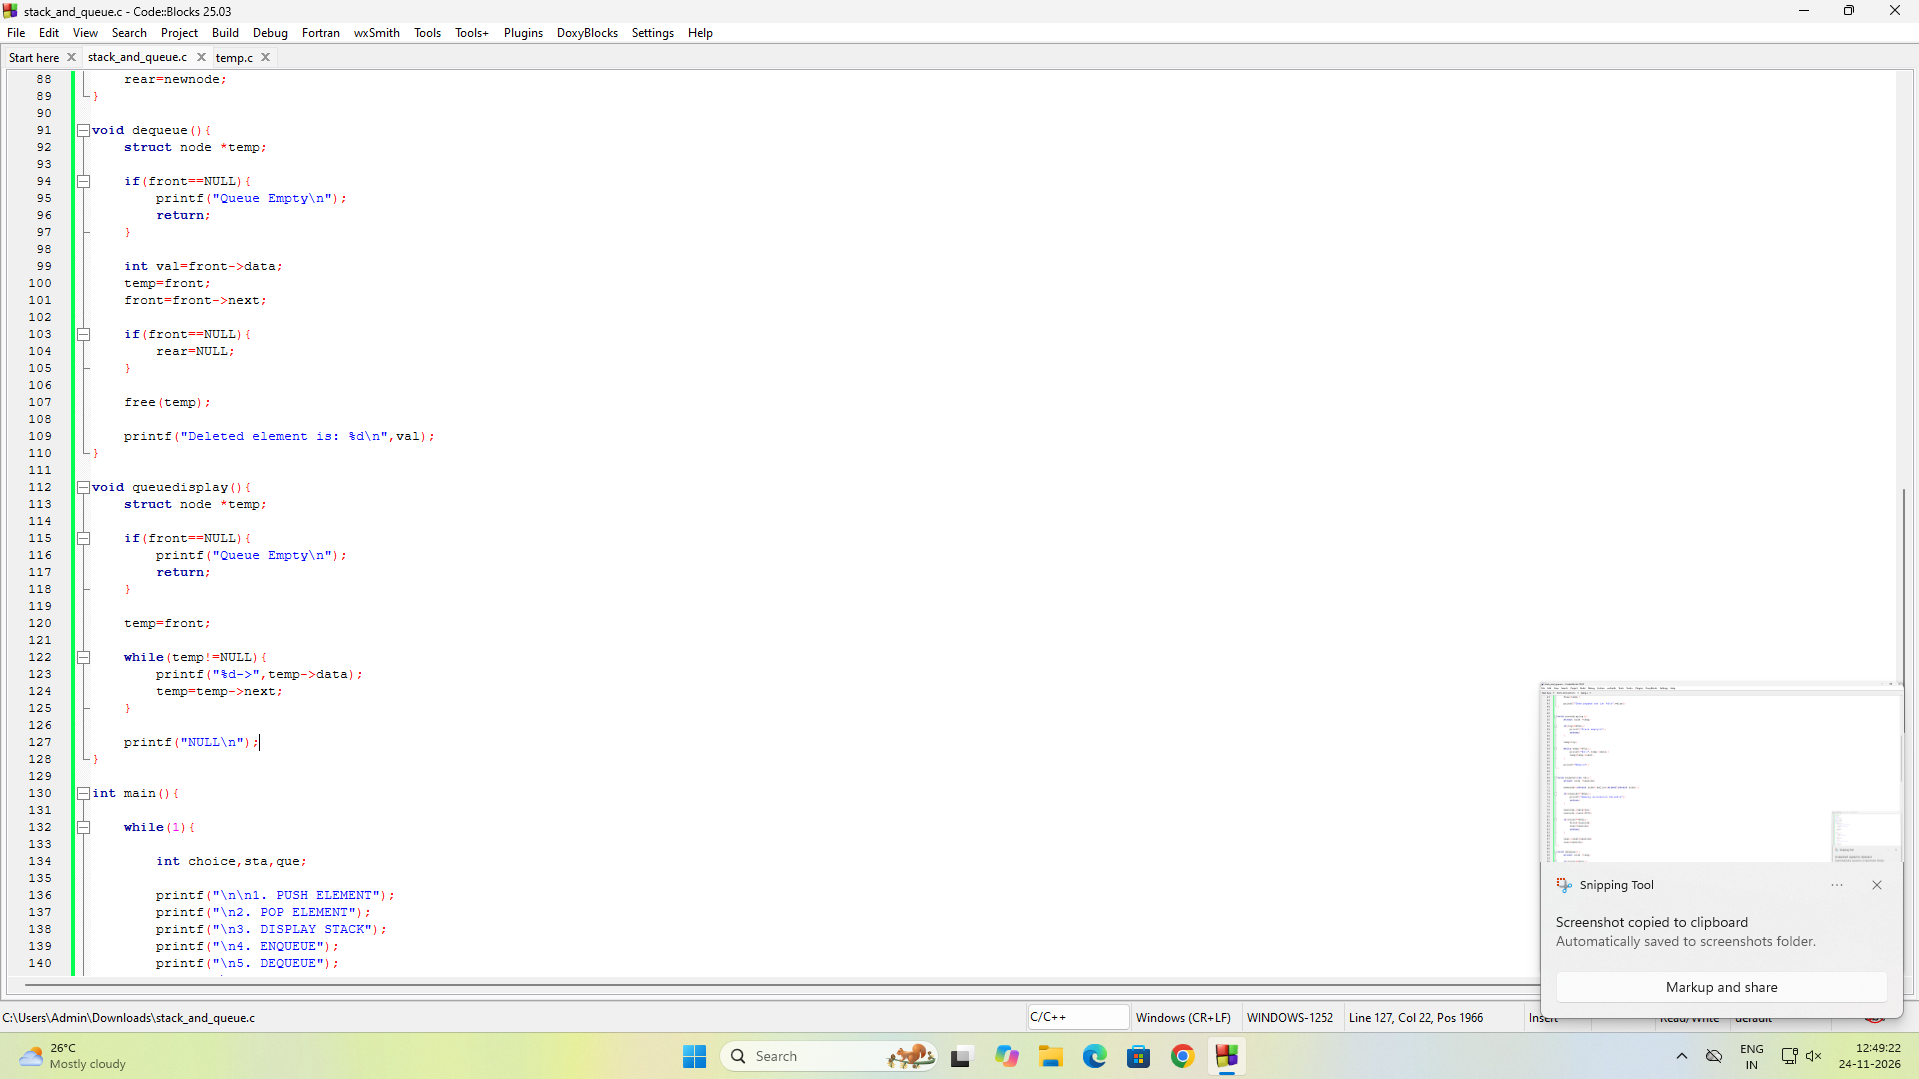 stack_and_queue.c - Code::Blocks 25.03
File Edit View Search Project Build Debug Fortran wxSmith Tools Tools+ Plugins DoxyBlocks Settings Help
Start here stack_and_queue.c temp.c
88 rear=newnode;
89 }
90
91 void dequeue(){
92 struct node *temp;
93
94 if(front==NULL){
95 printf("Queue Empty\n");
96 return;
97 }
98
99 int val=front->data;
100 temp=front;
101 front=front->next;
102
103 if(front==NULL){
104 rear=NULL;
105 }
106
107 free(temp);
108
109 printf("Deleted element is: %d\n",val);
110 }
111
112 void queuedisplay(){
113 struct node *temp;
114
115 if(front==NULL){
116 printf("Queue Empty\n");
117 return;
118 }
119
120 temp=front;
121
122 while(temp!=NULL){
123 printf("%d->",temp->data);
124 temp=temp->next;
125 }
126
127 printf("NULL\n");
128 }
129
130 int main(){
131
132 while(1){
133
134 int choice,sta,que;
135
136 printf("\n\n1. PUSH ELEMENT");
137 printf("\n2. POP ELEMENT");
138 printf("\n3. DISPLAY STACK");
139 printf("\n4. ENQUEUE");
140 printf("\n5. DEQUEUE");
Snipping Tool
Screenshot copied to clipboard
Automatically saved to screenshots folder.
Markup and share
C:\Users\Admin\Downloads\stack_and_queue.c C/C++ Windows (CR+LF) WINDOWS-1252 Line 127, Col 22, Pos 1966 Insert Read/Write default
26°C
Mostly cloudy
Search
ENG
IN
12:49:22
24-11-2026